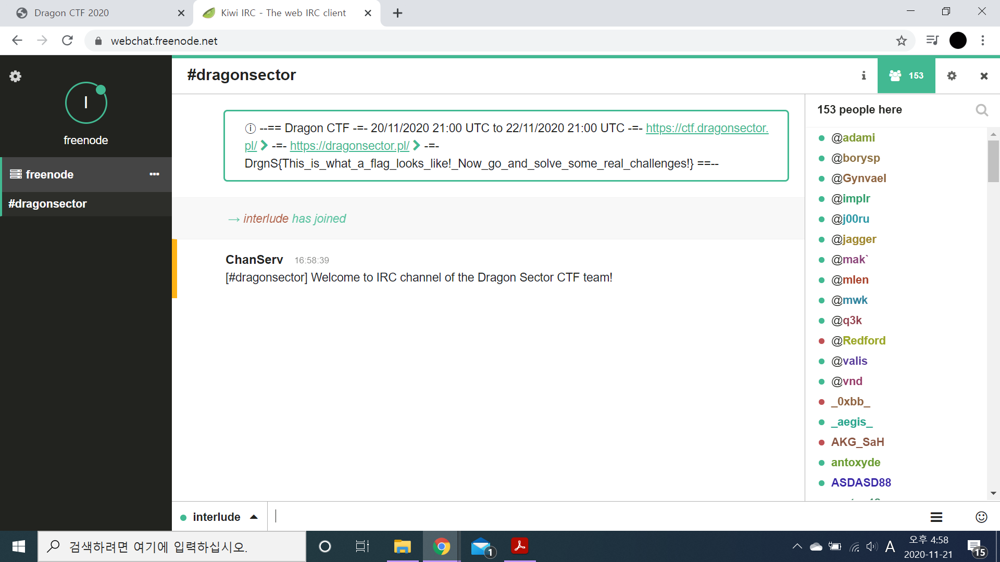 Dragon CTF 2020
Kiwi IRC - The web IRC client
webchat.freenode.net
I
freenode
freenode
#dragonsector
#dragonsector
153
--== Dragon CTF -=- 20/11/2020 21:00 UTC to 22/11/2020 21:00 UTC -=- https://ctf.dragonsector.
pl/ -=- https://dragonsector.pl/ -=-
DrgnS{This_is_what_a_flag_looks_like!_Now_go_and_solve_some_real_challenges!} ==--
→ interlude has joined
ChanServ 16:58:39
[#dragonsector] Welcome to IRC channel of the Dragon Sector CTF team!
153 people here
@adami
@borysp
@Gynvael
@implr
@j00ru
@jagger
@mak`
@mlen
@mwk
@q3k
@Redford
@valis
@vnd
_0xbb_
_aegis_
AKG_SaH
antoxyde
ASDASD88
interlude
검색하려면 여기에 입력하십시오.
1
A
오후 4:58
2020-11-21
15